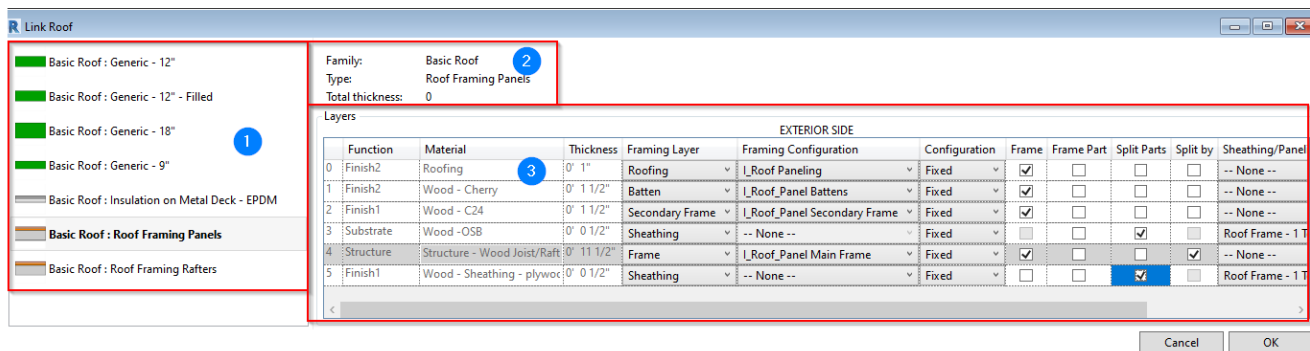 R Link Roof
Basic Roof : Generic - 12"
Basic Roof : Generic - 12" - Filled
Basic Roof : Generic - 18"
1
Basic Roof : Generic - 9"
Basic Roof : Insulation on Metal Deck - EPDM
Basic Roof : Roof Framing Panels
Basic Roof : Roof Framing Rafters
Family: Basic Roof 2
Type: Roof Framing Panels
Total thickness: 0
Layers
EXTERIOR SIDE
Function Material Thickness Framing Layer Framing Configuration Configuration Frame Frame Part Split Parts Split by Sheathing/Panel
0 Finish2 Roofing 3 0' 1" Roofing I_Roof Paneling Fixed -- None --
1 Finish2 Wood - Cherry 0' 1 1/2" Batten I_Roof_Panel Battens Fixed -- None --
2 Finish1 Wood - C24 0' 1 1/2" Secondary Frame I_Roof_Panel Secondary Frame Fixed -- None --
3 Substrate Wood -OSB 0' 0 1/2" Sheathing -- None -- Fixed Roof Frame - 1 T
4 Structure Structure - Wood Joist/Raft 0' 11 1/2" Frame I_Roof_Panel Main Frame Fixed -- None --
5 Finish1 Wood - Sheathing - plywoo 0' 0 1/2" Sheathing -- None -- Fixed Roof Frame - 1 T
Cancel OK